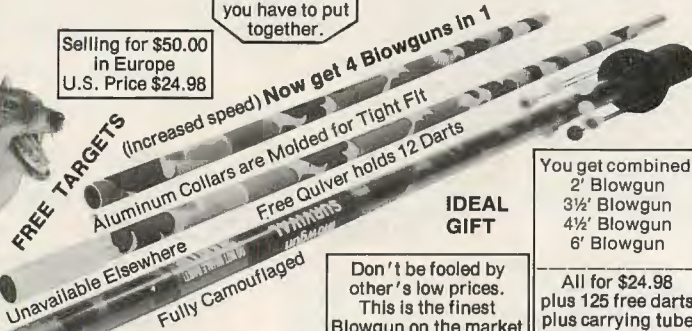 you have to put
together.
Selling for $50.00
in Europe
U.S. Price $24.98
(increased speed) Now get 4 Blowguns in 1
FREE TARGETS
Aluminum Collars are Molded for Tight Fit
Free Quiver holds 12 Darts
Unavailable Elsewhere
Fully Camouflaged
IDEAL
GIFT
You get combined
2' Blowgun
3½' Blowgun
4½' Blowgun
6' Blowgun
All for $24.98
plus 125 free darts
plus carrying tube
Don't be fooled by
other's low prices.
This is the finest
Blowgun on the market